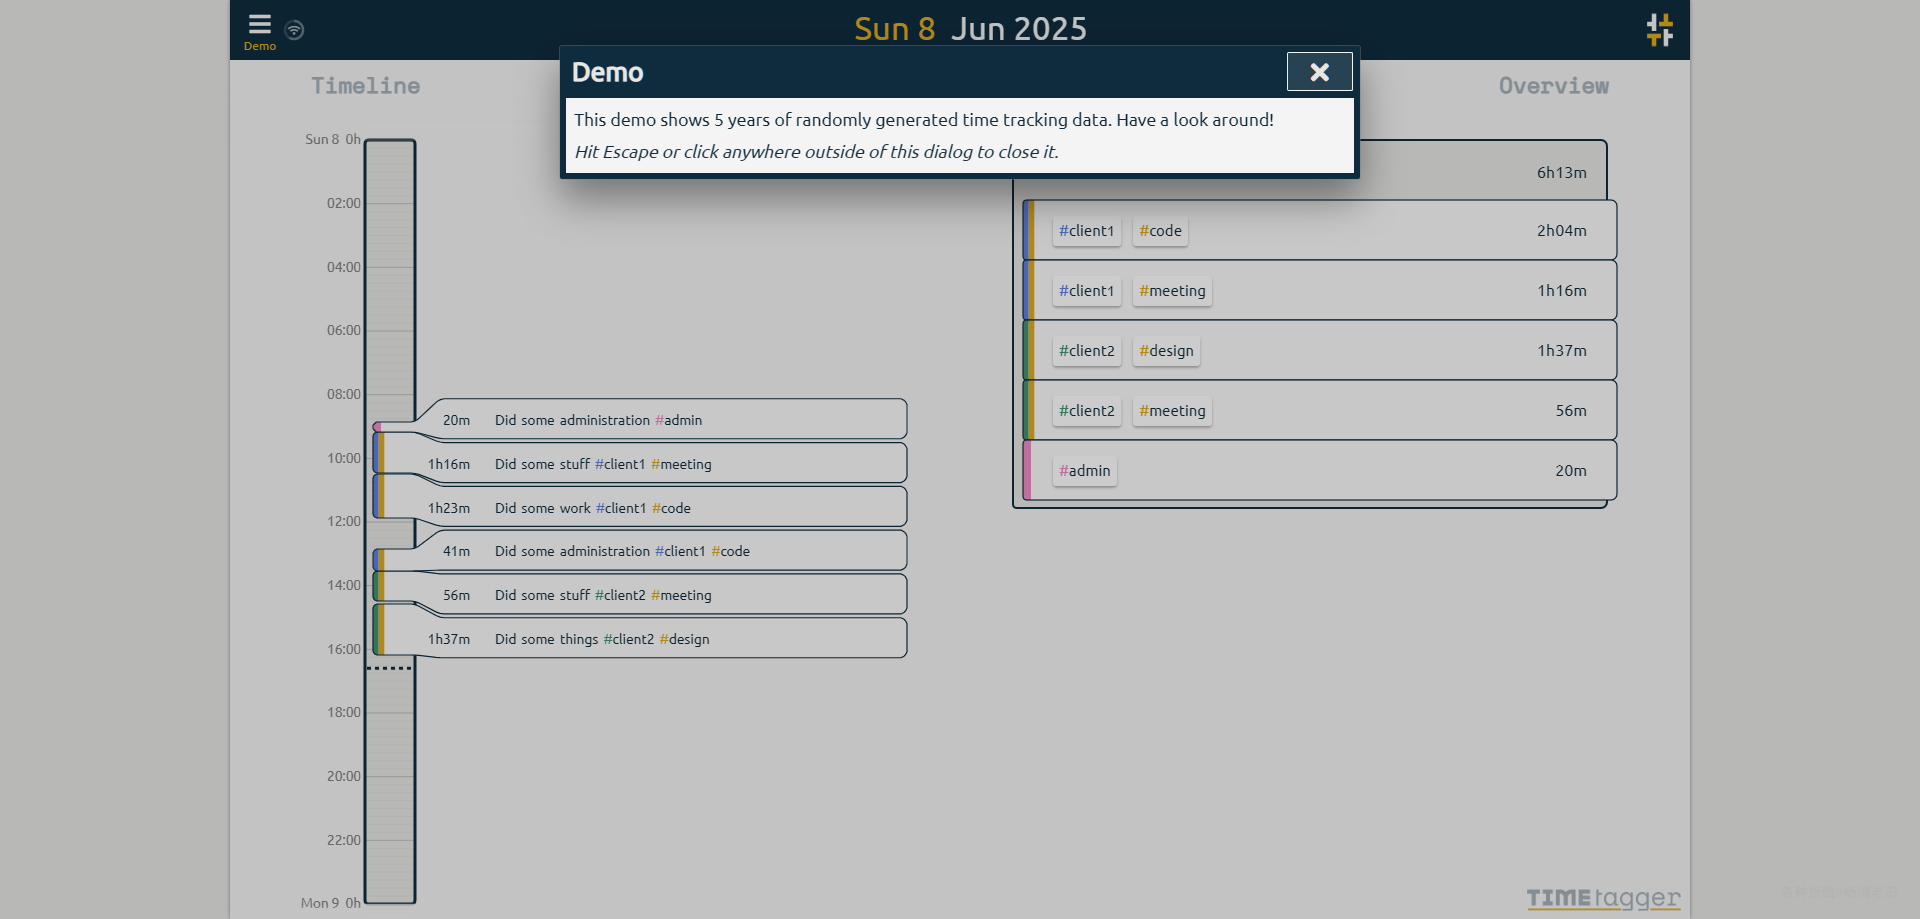 Demo
Sun 8 Jun 2025
Demo
This demo shows 5 years of randomly generated time tracking data. Have a look around!
Hit Escape or click anywhere outside of this dialog to close it.
Timeline
Overview
Sun 8 0h
02:00
04:00
06:00
08:00
10:00
12:00
14:00
16:00
18:00
20:00
22:00
Mon 9 0h
20m Did some administration #admin
1h16m Did some stuff #client1 #meeting
1h23m Did some work #client1 #code
41m Did some administration #client1 #code
56m Did some stuff #client2 #meeting
1h37m Did some things #client2 #design
6h13m
#client1 #code 2h04m
#client1 #meeting 1h16m
#client2 #design 1h37m
#client2 #meeting 56m
#admin 20m
TIMEtagger